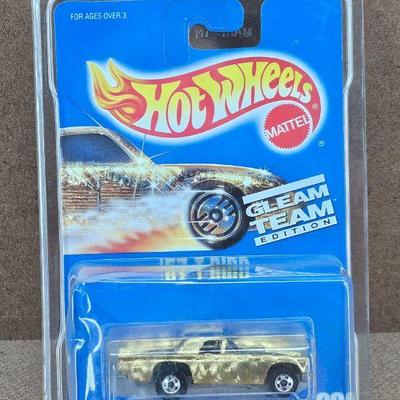 FOR AGES OVER 3
HOT WHEELS
MATTEL
GLEAM
TEAM
EDITION
'57 T-BIRD